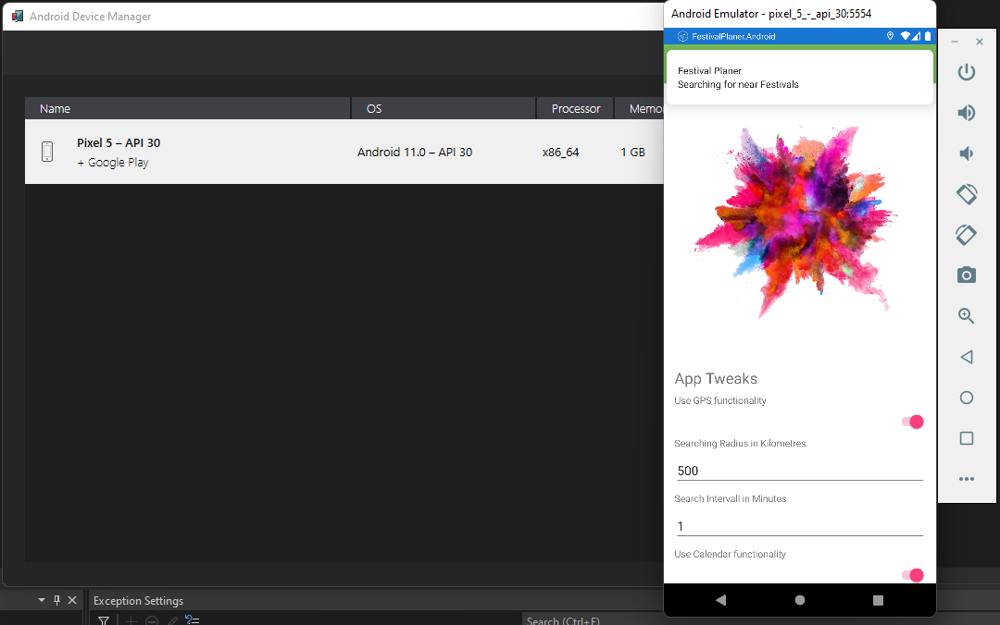 Android Device Manager
Name OS Processor Memo
Pixel 5 – API 30
+ Google Play
Android 11.0 – API 30 x86_64 1 GB
Exception Settings
Search (Ctrl+E)
Android Emulator - pixel_5_-_api_30:5554
FestivalPlaner.Android
Festival Planer
Searching for near Festivals
App Tweaks
Use GPS functionality
Searching Radius in Kilometres
500
Search Intervall in Minutes
1
Use Calendar functionality